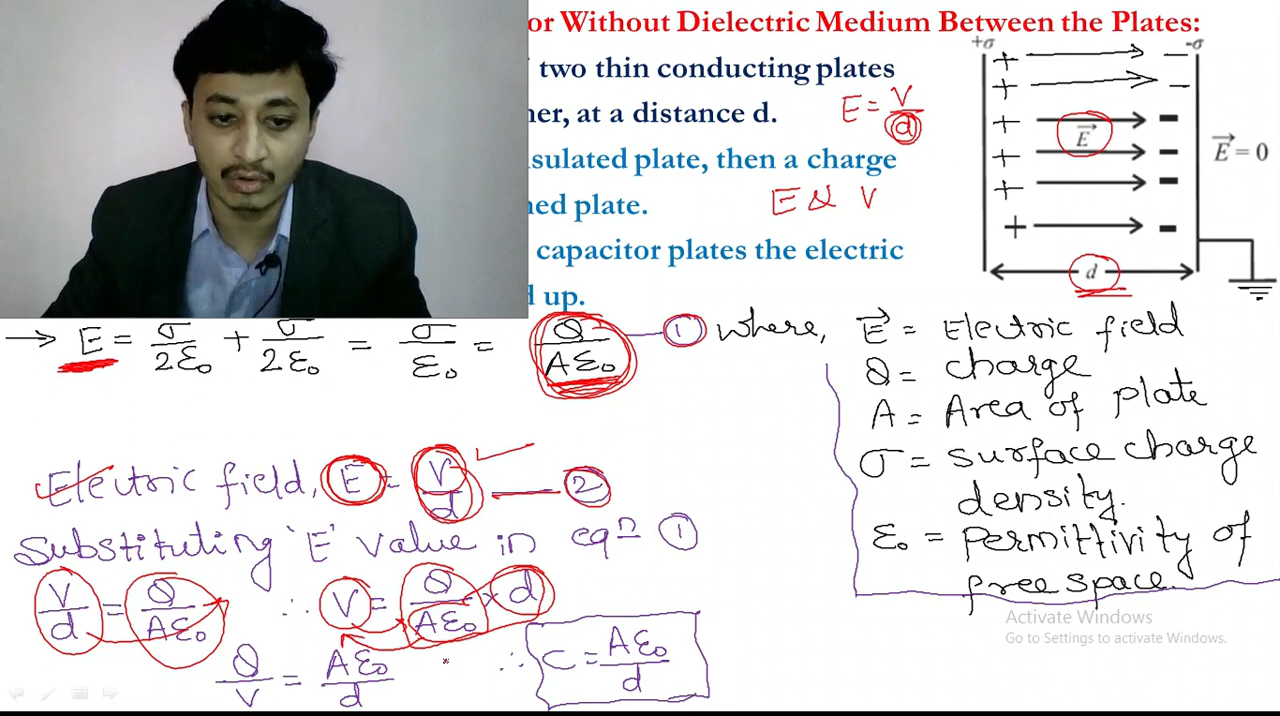 or Without Dielectric Medium Between the Plates:
two thin conducting plates
her, at a distance d.
E = V/d
sulated plate, then a charge
ned plate.
E & V
capacitor plates the electric
d up.
+σ
-σ
+ + + + + +
- - - - - -
E⃗
E⃗ = 0
d
→ E = σ/2ε₀ + σ/2ε₀ = σ/ε₀ = Q/Aε₀ — ①
where, E⃗ = Electric field
Q = charge
A = Area of plate
σ = surface charge
density.
ε₀ = Permittivity of
free space.
Electric field, E = V/d — ②
Substituting 'E' value in eqn ①
V/d = Q/Aε₀ ∴ V = Q/Aε₀ × d
Q/V = Aε₀/d ∴ C = Aε₀/d
Activate Windows
Go to Settings to activate Windows.